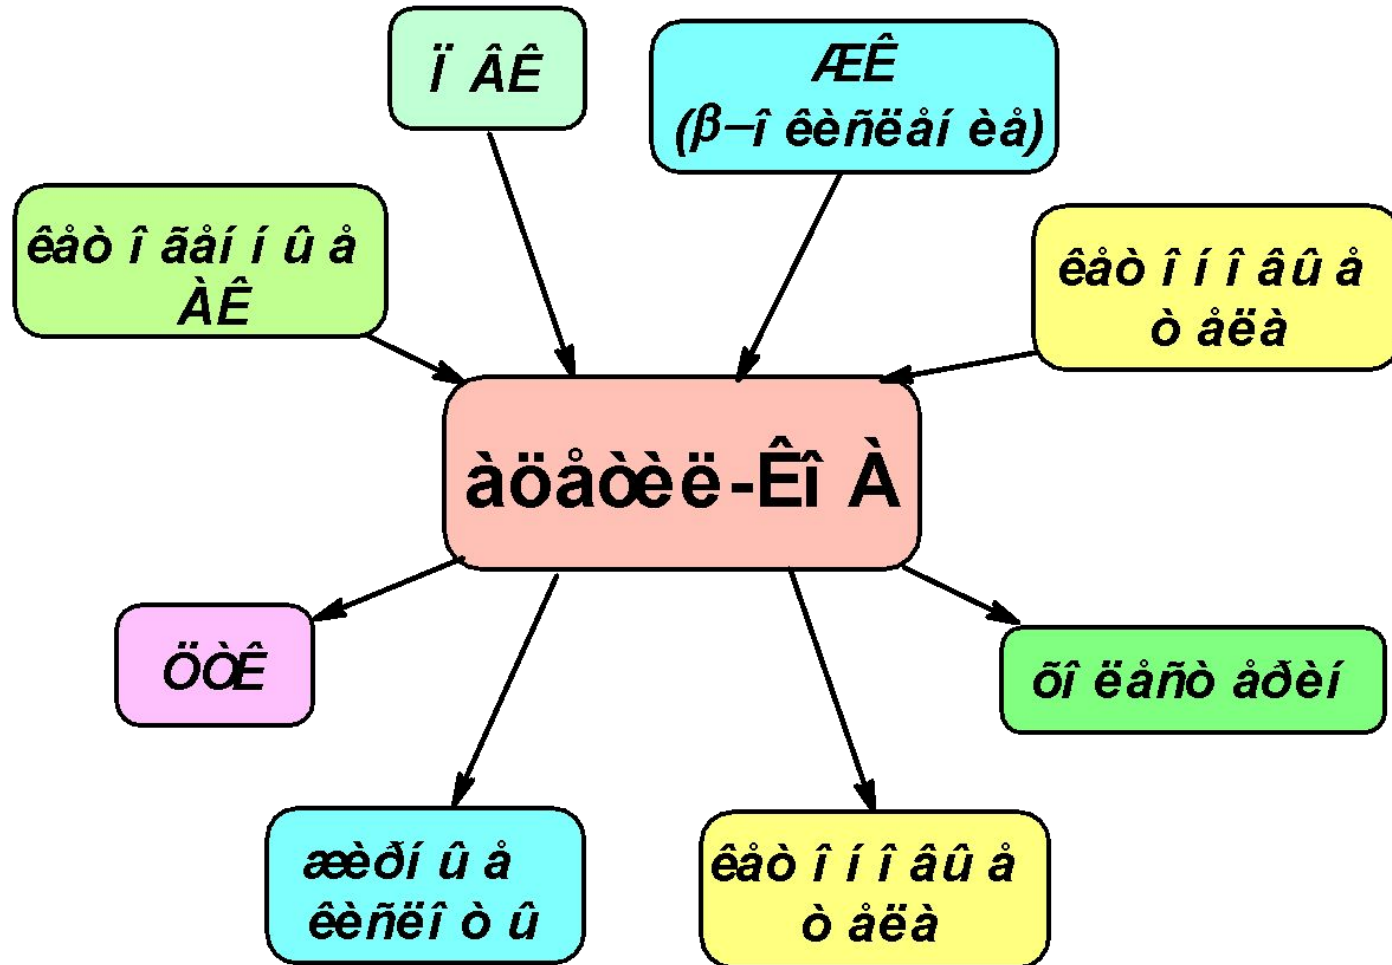 Ï ÂÊ
ÆÊ
(β–î êèñëåí èå)
êåò î ãåí í û å
ÀÊ
êåò î í î âû å
ò åëà
àöåòèë-Êî À
ÖÒÊ
õî ëåñò åðèí
æèðí û å
êèñëî ò û
êåò î í î âû å
ò åëà